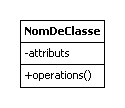 NomDeClasse
-attributs
+operations()